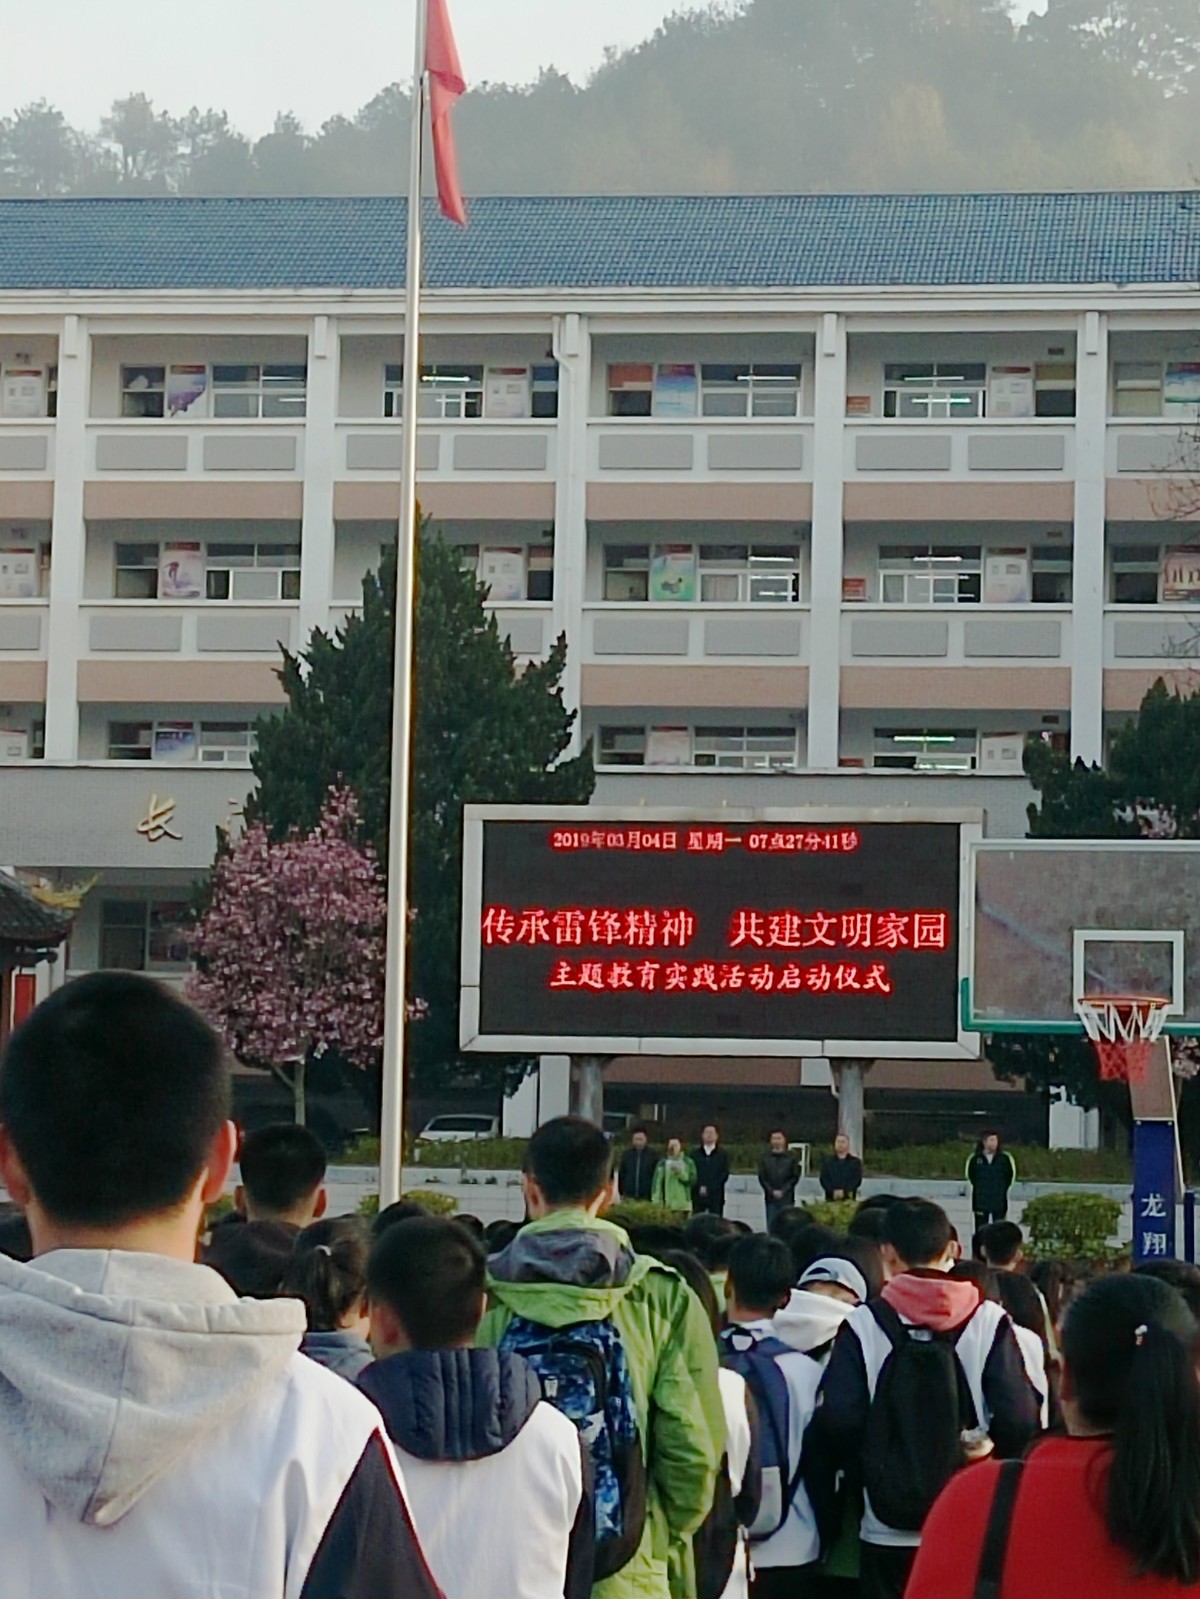 长
2019年03月04日 星期一 07点27分41秒
传承雷锋精神 共建文明家园
主题教育实践活动启动仪式
龙翔